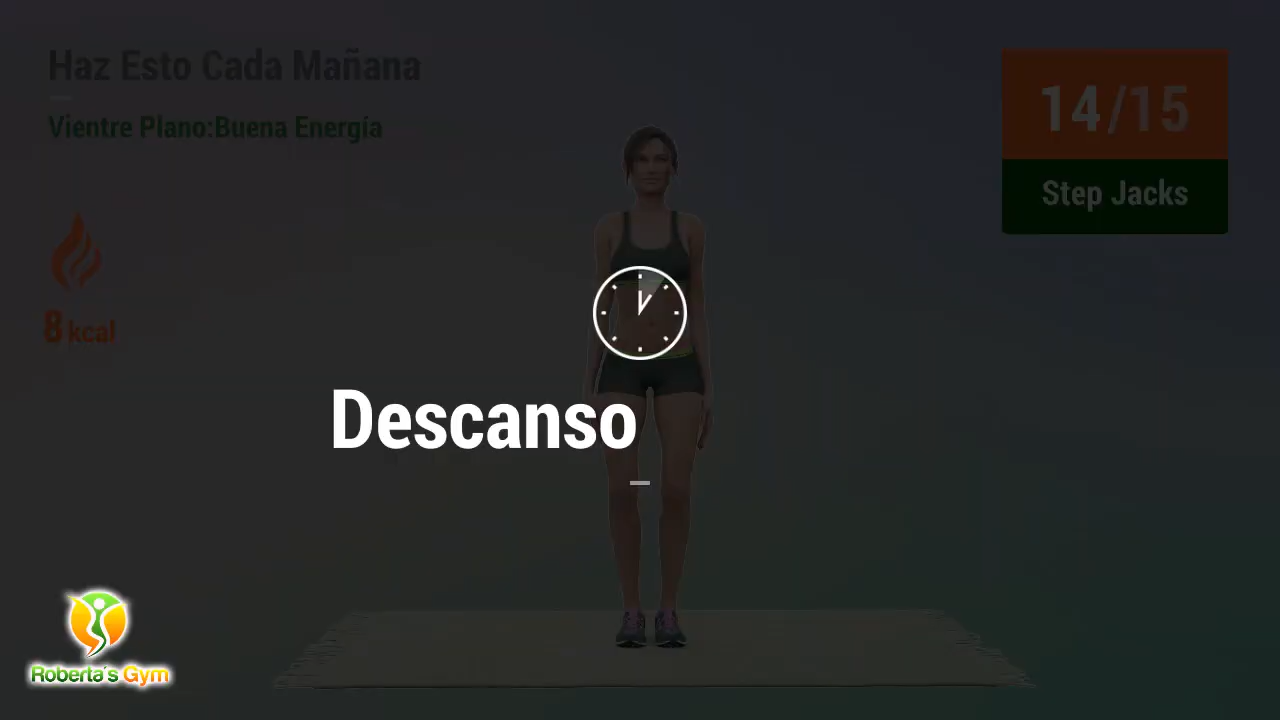 Haz Esto Cada Mañana
Vientre Plano:Buena Energía
14/15
Step Jacks
8 kcal
Descanso
Roberta´s Gym